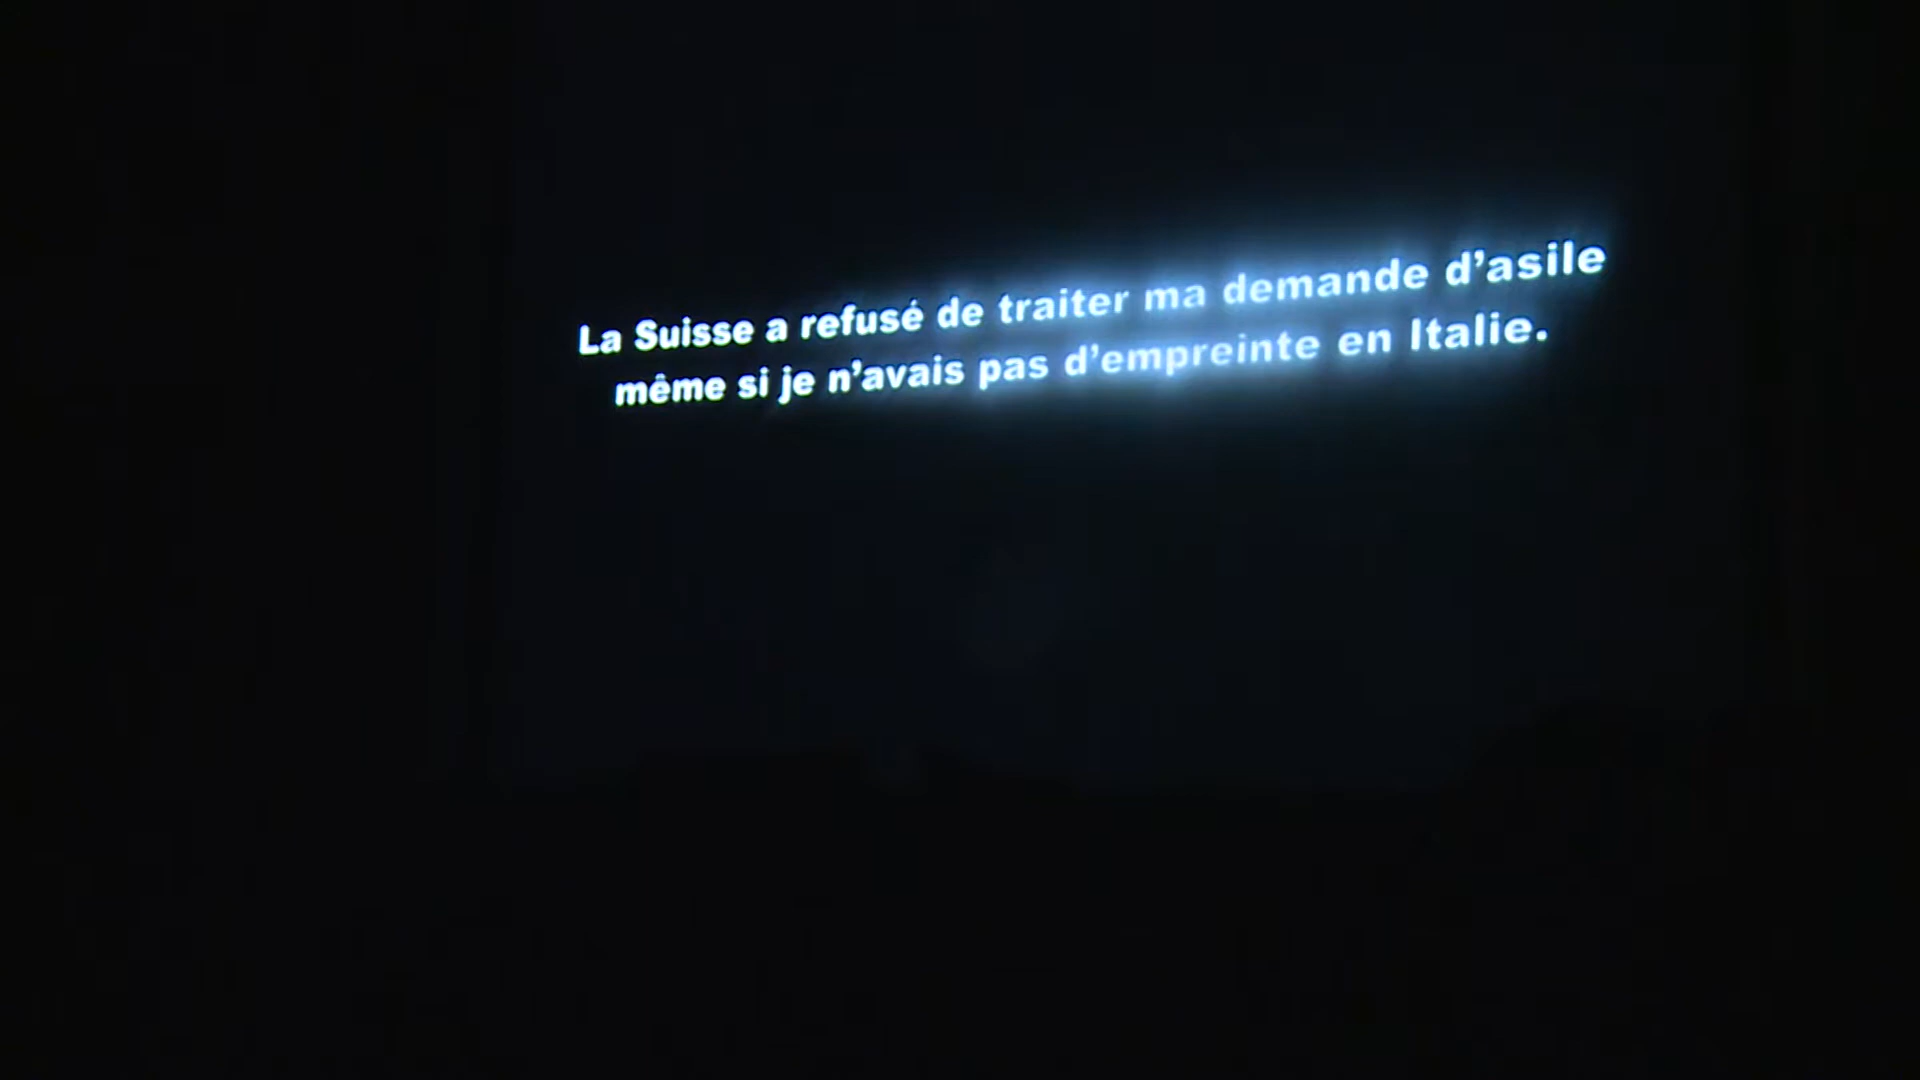 La Suisse a refusé de traiter ma demande d’asile
même si je n’avais pas d’empreinte en Italie.